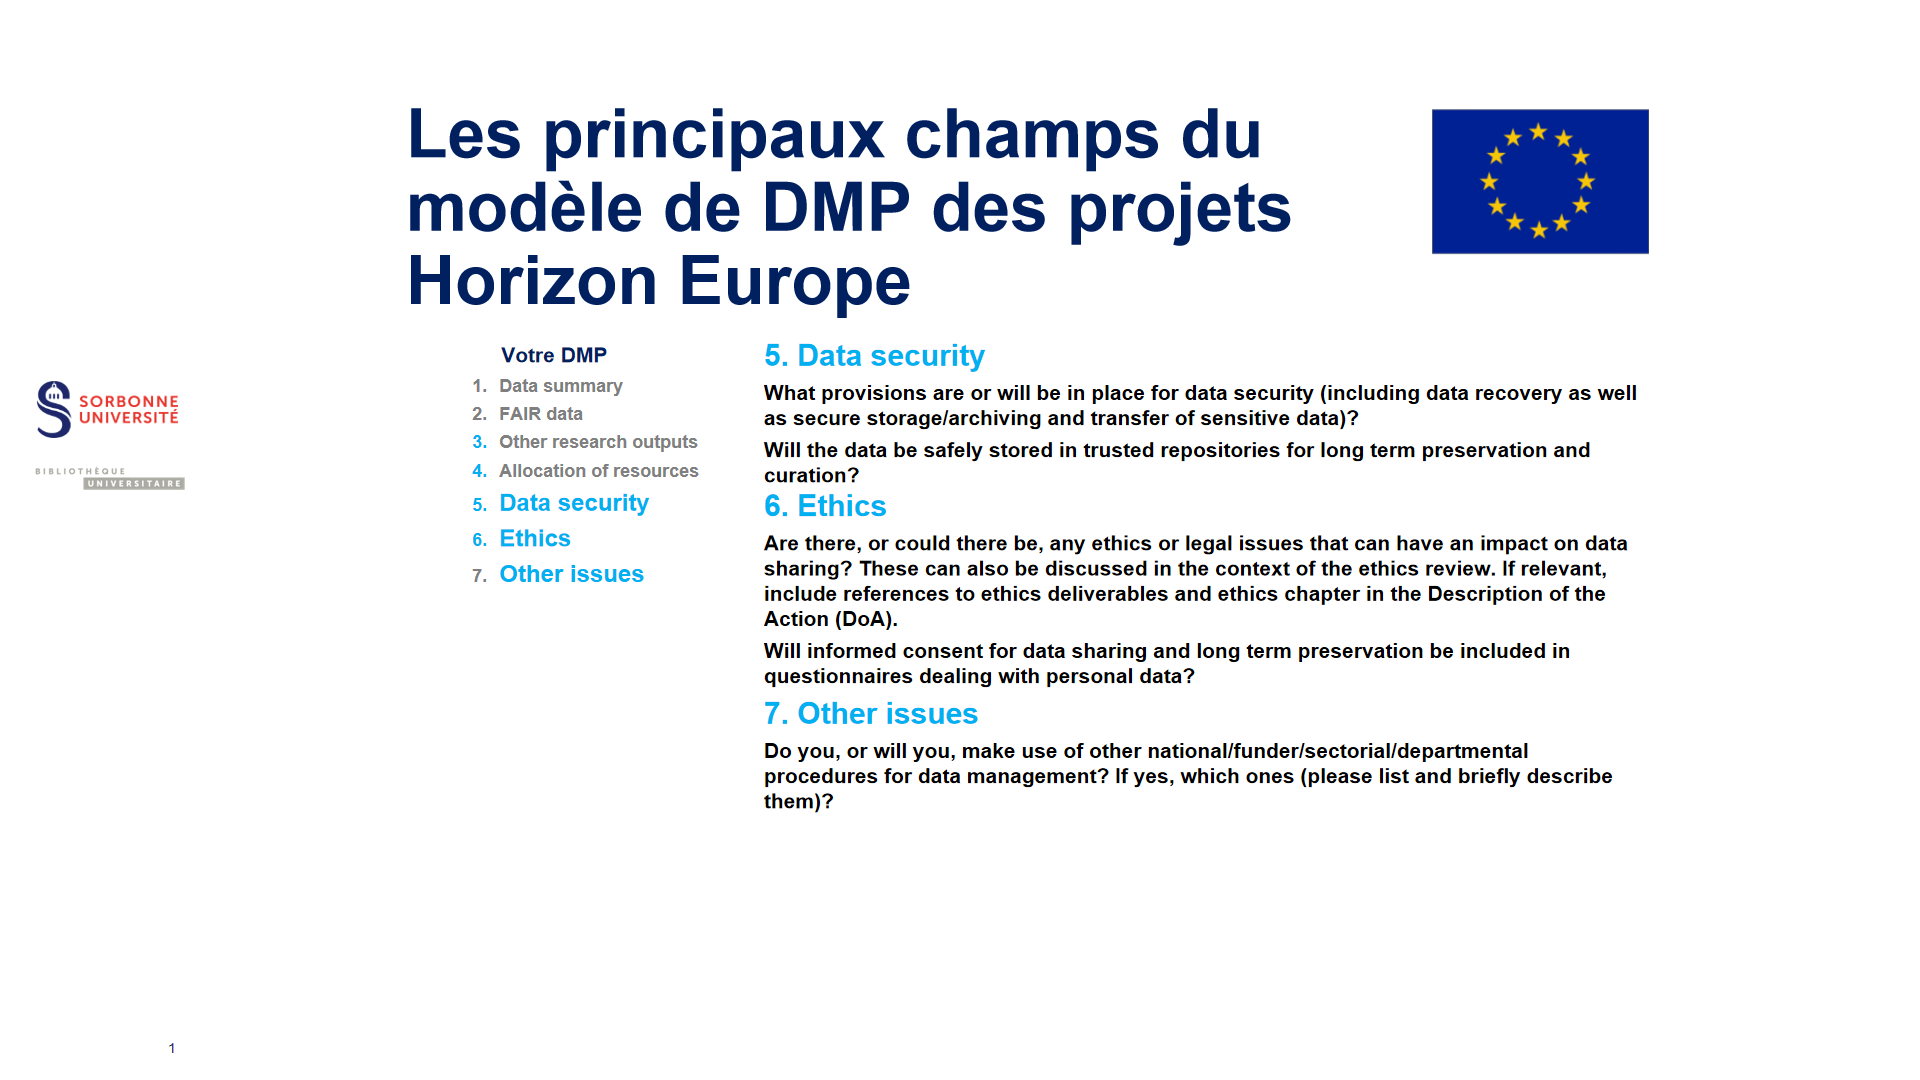 Les principaux champs du
modèle de DMP des projets
Horizon Europe
SORBONNE
UNIVERSITÉ
BIBLIOTHÈQUE
UNIVERSITAIRE
Votre DMP
1. Data summary
2. FAIR data
3. Other research outputs
4. Allocation of resources
5. Data security
6. Ethics
7. Other issues
5. Data security
What provisions are or will be in place for data security (including data recovery as well
as secure storage/archiving and transfer of sensitive data)?
Will the data be safely stored in trusted repositories for long term preservation and
curation?
6. Ethics
Are there, or could there be, any ethics or legal issues that can have an impact on data
sharing? These can also be discussed in the context of the ethics review. If relevant,
include references to ethics deliverables and ethics chapter in the Description of the
Action (DoA).
Will informed consent for data sharing and long term preservation be included in
questionnaires dealing with personal data?
7. Other issues
Do you, or will you, make use of other national/funder/sectorial/departmental
procedures for data management? If yes, which ones (please list and briefly describe
them)?
1